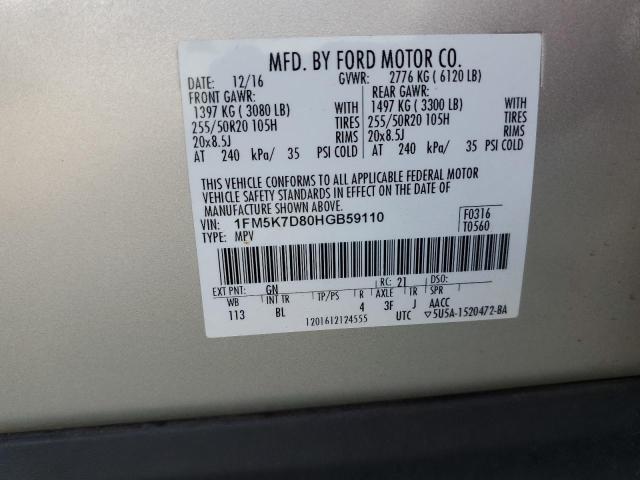 MFD. BY FORD MOTOR CO.
DATE: 12/16 GVWR: 2776 KG ( 6120 LB)
FRONT GAWR: REAR GAWR:
1397 KG ( 3080 LB) WITH 1497 KG ( 3300 LB) WITH
255/50R20 105H TIRES 255/50R20 105H TIRES
20x8.5J RIMS 20x8.5J RIMS
AT 240 kPa/ 35 PSI COLD AT 240 kPa/ 35 PSI COLD
THIS VEHICLE CONFORMS TO ALL APPLICABLE FEDERAL MOTOR
VEHICLE SAFETY STANDARDS IN EFFECT ON THE DATE OF
MANUFACTURE SHOWN ABOVE.
VIN: 1FM5K7D80HGB59110 F0316
TYPE: MPV T0560
EXT PNT: GN RC: 21 DSO:
WB INT TR TP/PS R AXLE TR SPR
113 BL 4 3F J AACC
1201612124555 UTC ▽5U5A-1520472-BA